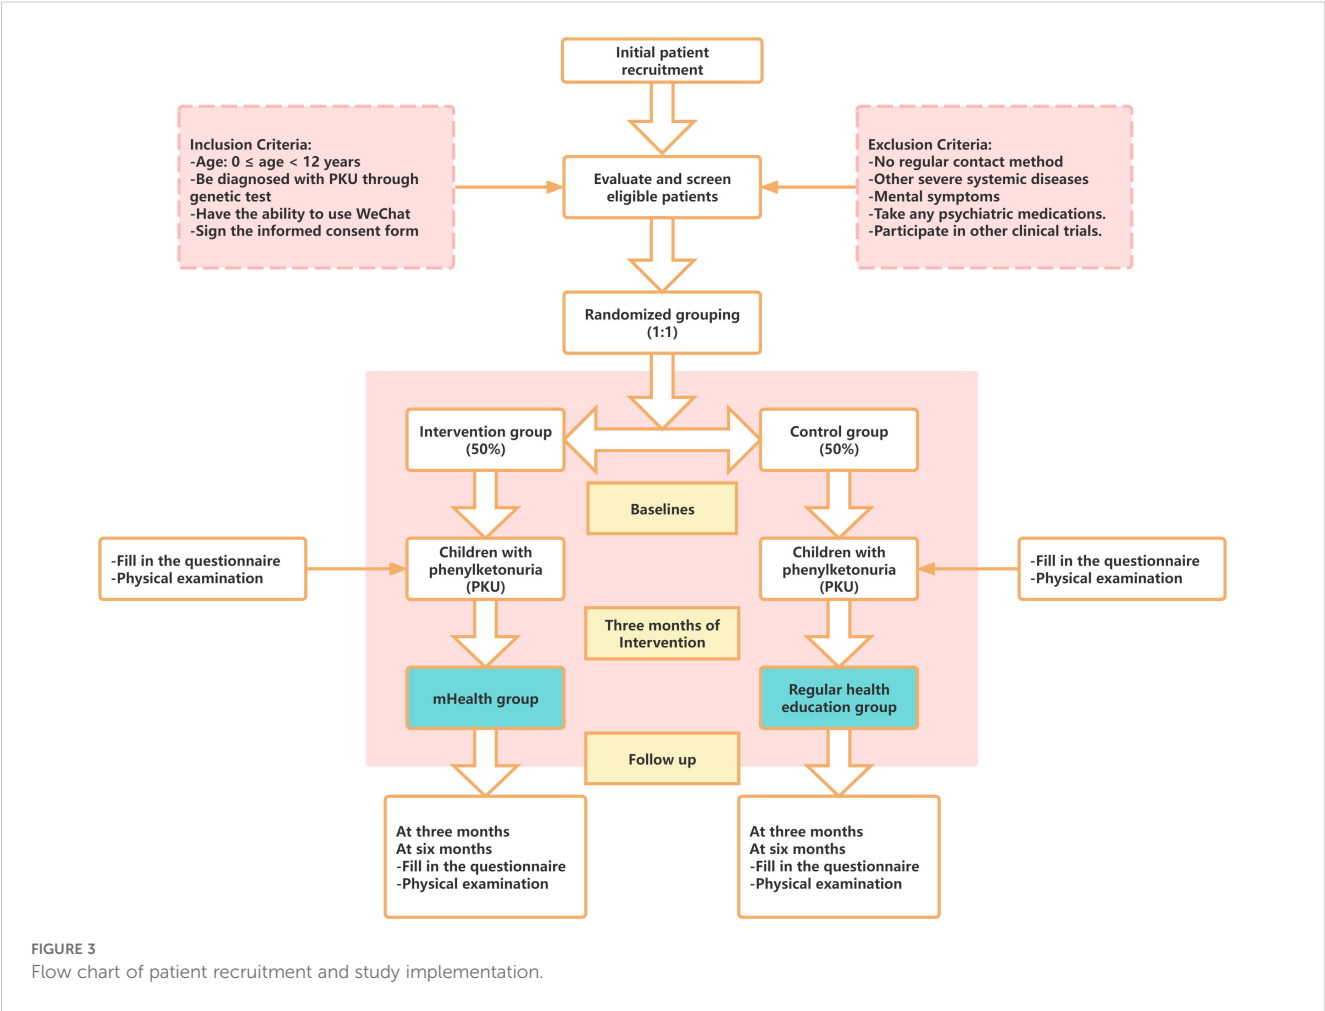 Initial patient
recruitment
Inclusion Criteria:
-Age: 0 ≤ age < 12 years
-Be diagnosed with PKU through
genetic test
-Have the ability to use WeChat
-Sign the informed consent form
Evaluate and screen
eligible patients
Exclusion Criteria:
-No regular contact method
-Other severe systemic diseases
-Mental symptoms
-Take any psychiatric medications.
-Participate in other clinical trials.
Randomized grouping
(1:1)
Intervention group
(50%)
Control group
(50%)
Baselines
-Fill in the questionnaire
-Physical examination
Children with
phenylketonuria
(PKU)
Children with
phenylketonuria
(PKU)
-Fill in the questionnaire
-Physical examination
Three months of
Intervention
mHealth group
Regular health
education group
Follow up
At three months
At six months
-Fill in the questionnaire
-Physical examination
At three months
At six months
-Fill in the questionnaire
-Physical examination
FIGURE 3
Flow chart of patient recruitment and study implementation.